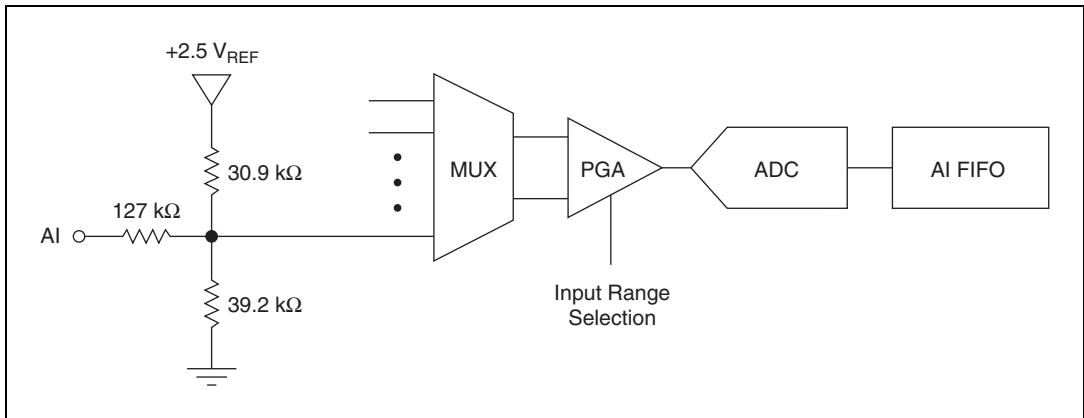 +2.5 V_REF
30.9 kΩ
127 kΩ
AI
39.2 kΩ
MUX
PGA
ADC
AI FIFO
Input Range
Selection